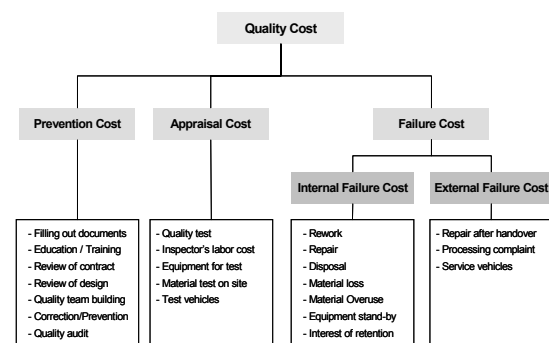 Quality Cost
Prevention Cost
Appraisal Cost
Failure Cost
Internal Failure Cost
External Failure Cost
- Filling out documents
- Education / Training
- Review of contract
- Review of design
- Quality team building
- Correction/Prevention
- Quality audit
- Quality test
- Inspector's labor cost
- Equipment for test
- Material test on site
- Test vehicles
- Rework
- Repair
- Disposal
- Material loss
- Material Overuse
- Equipment stand-by
- Interest of retention
- Repair after handover
- Processing complaint
- Service vehicles